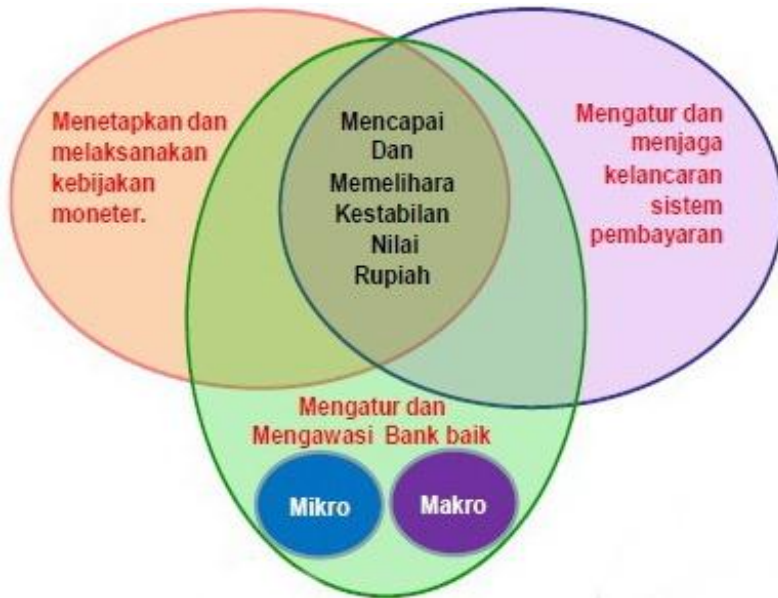 Menetapkan dan
melaksanakan
kebijakan
moneter.
Mencapai
Dan
Memelihara
Kestabilan
Nilai
Rupiah
Mengatur dan
menjaga
kelancaran
sistem
pembayaran
Mengatur dan
Mengawasi Bank baik
Mikro
Makro